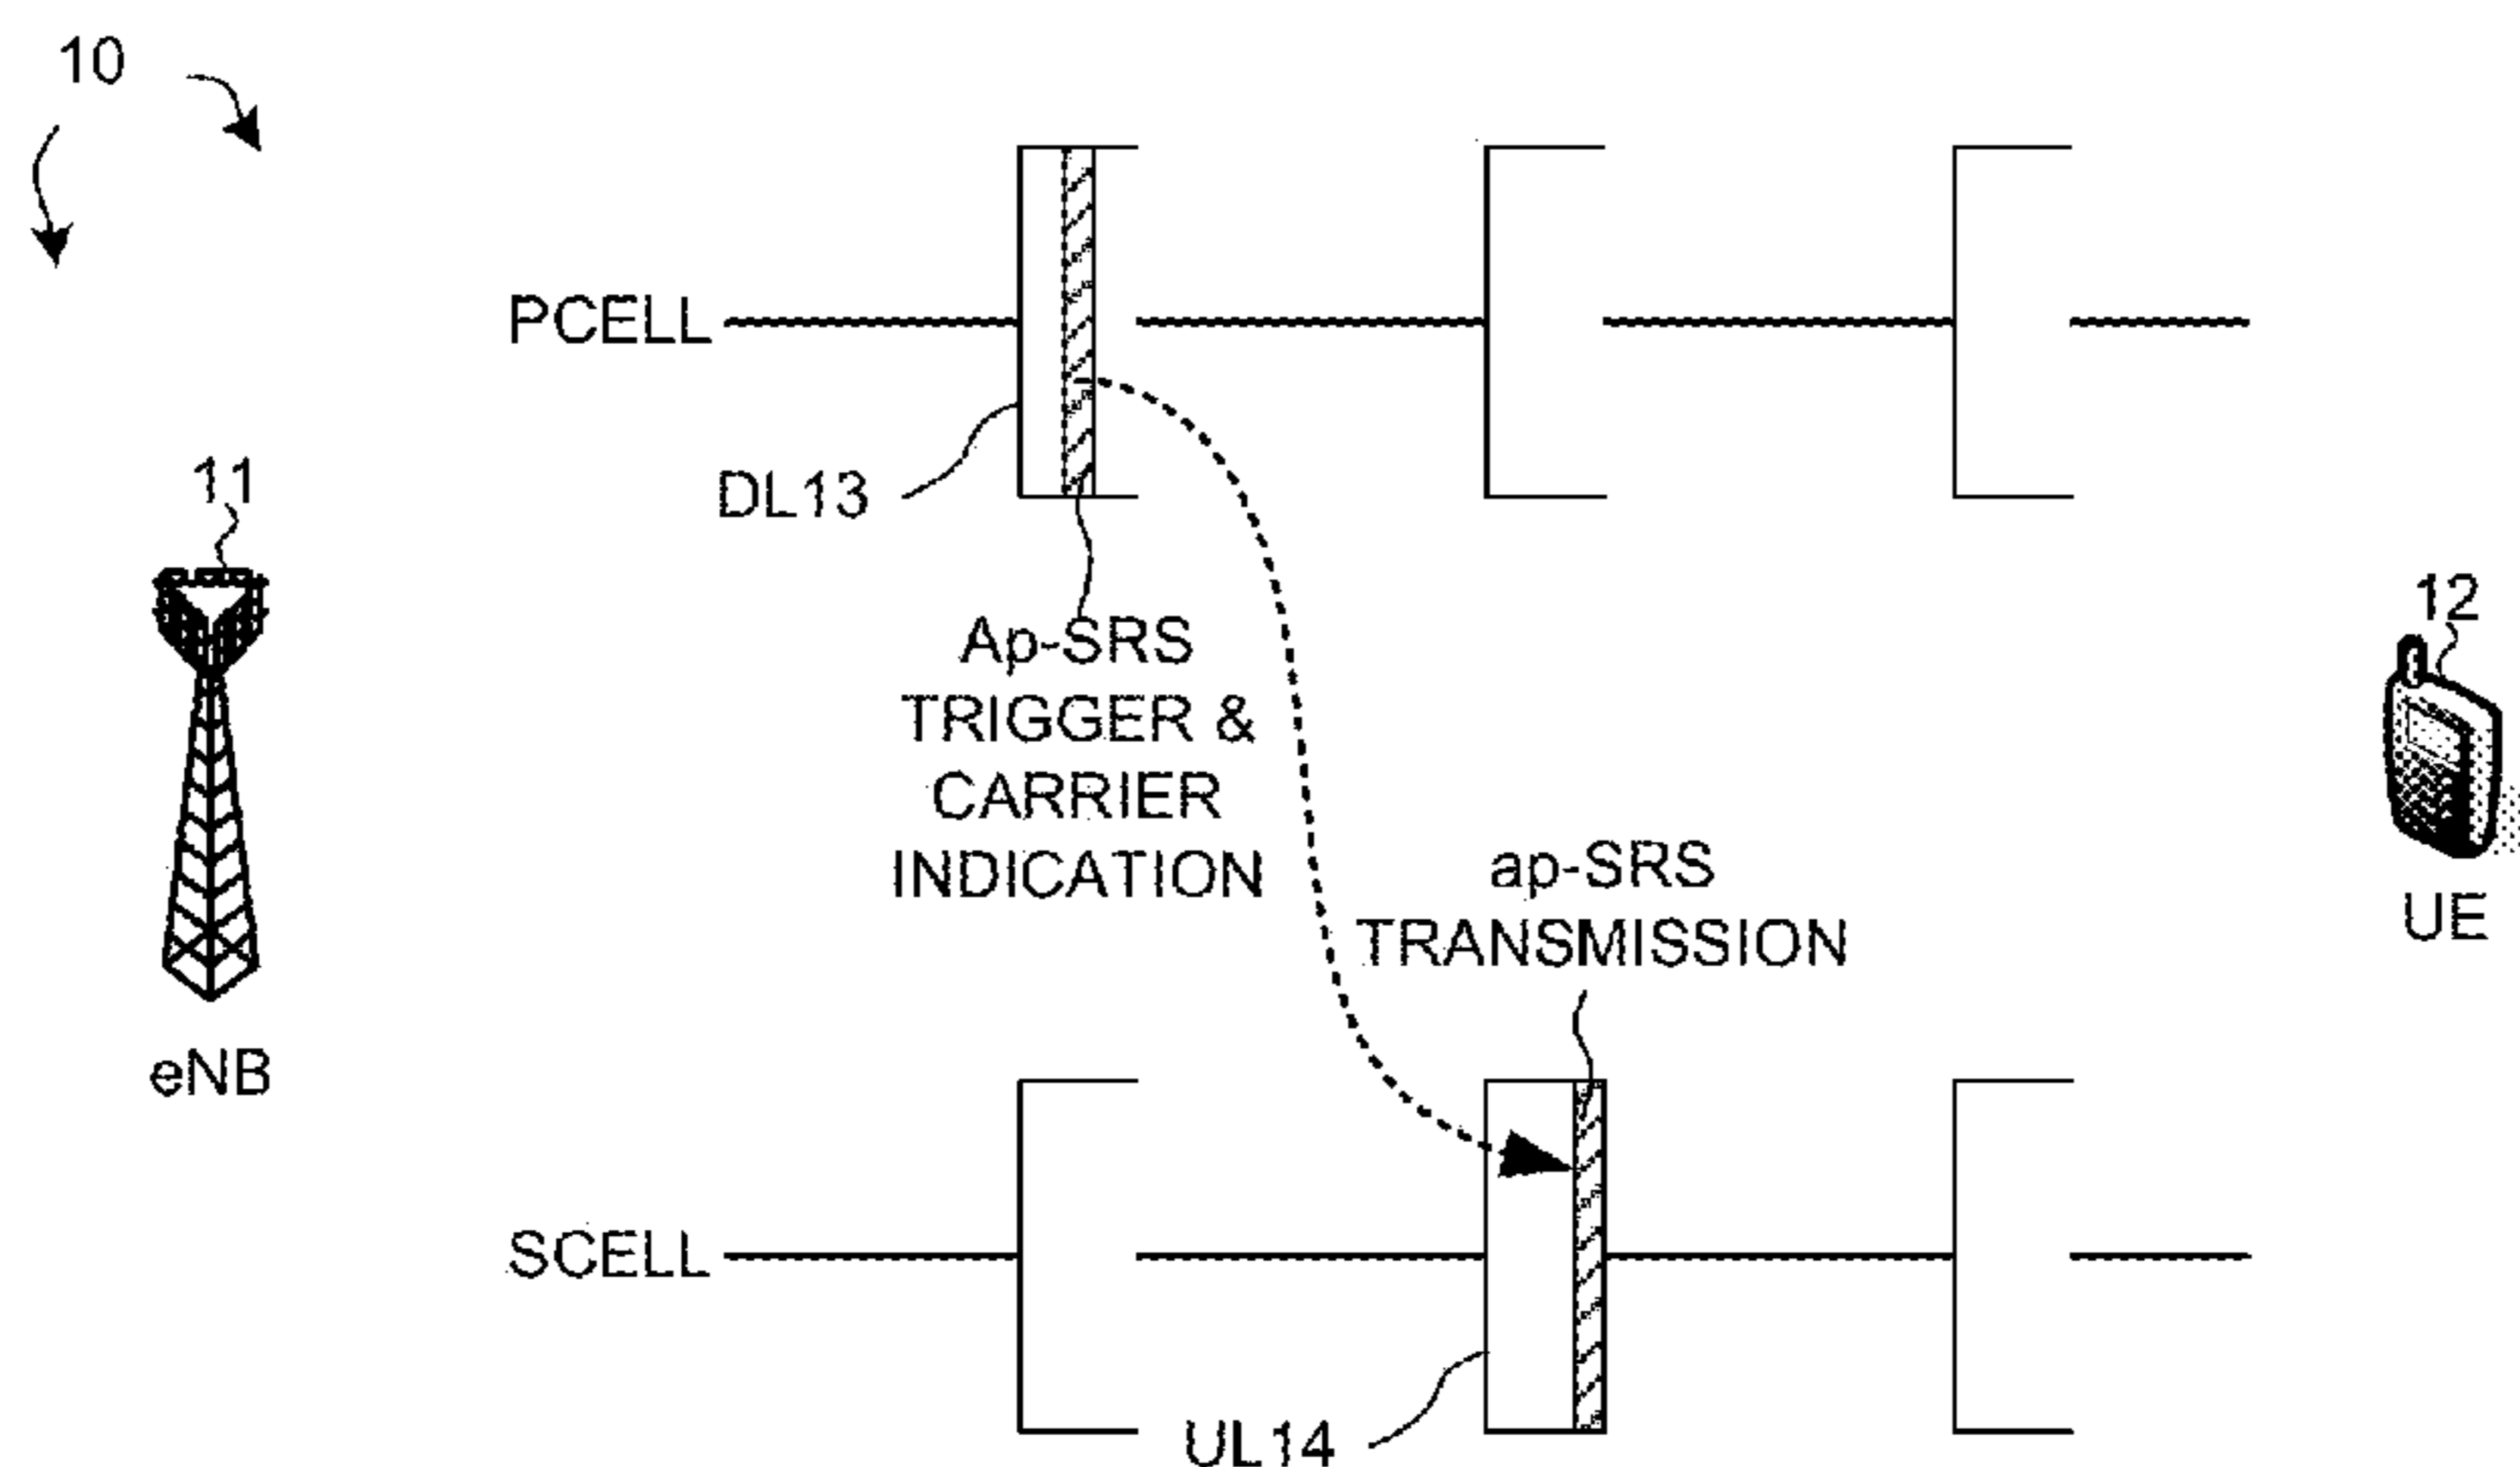 10
PCELL
11
DL13
12
Ap-SRS
TRIGGER &
CARRIER
INDICATION
ap-SRS
TRANSMISSION
UE
eNB
SCELL
UL14